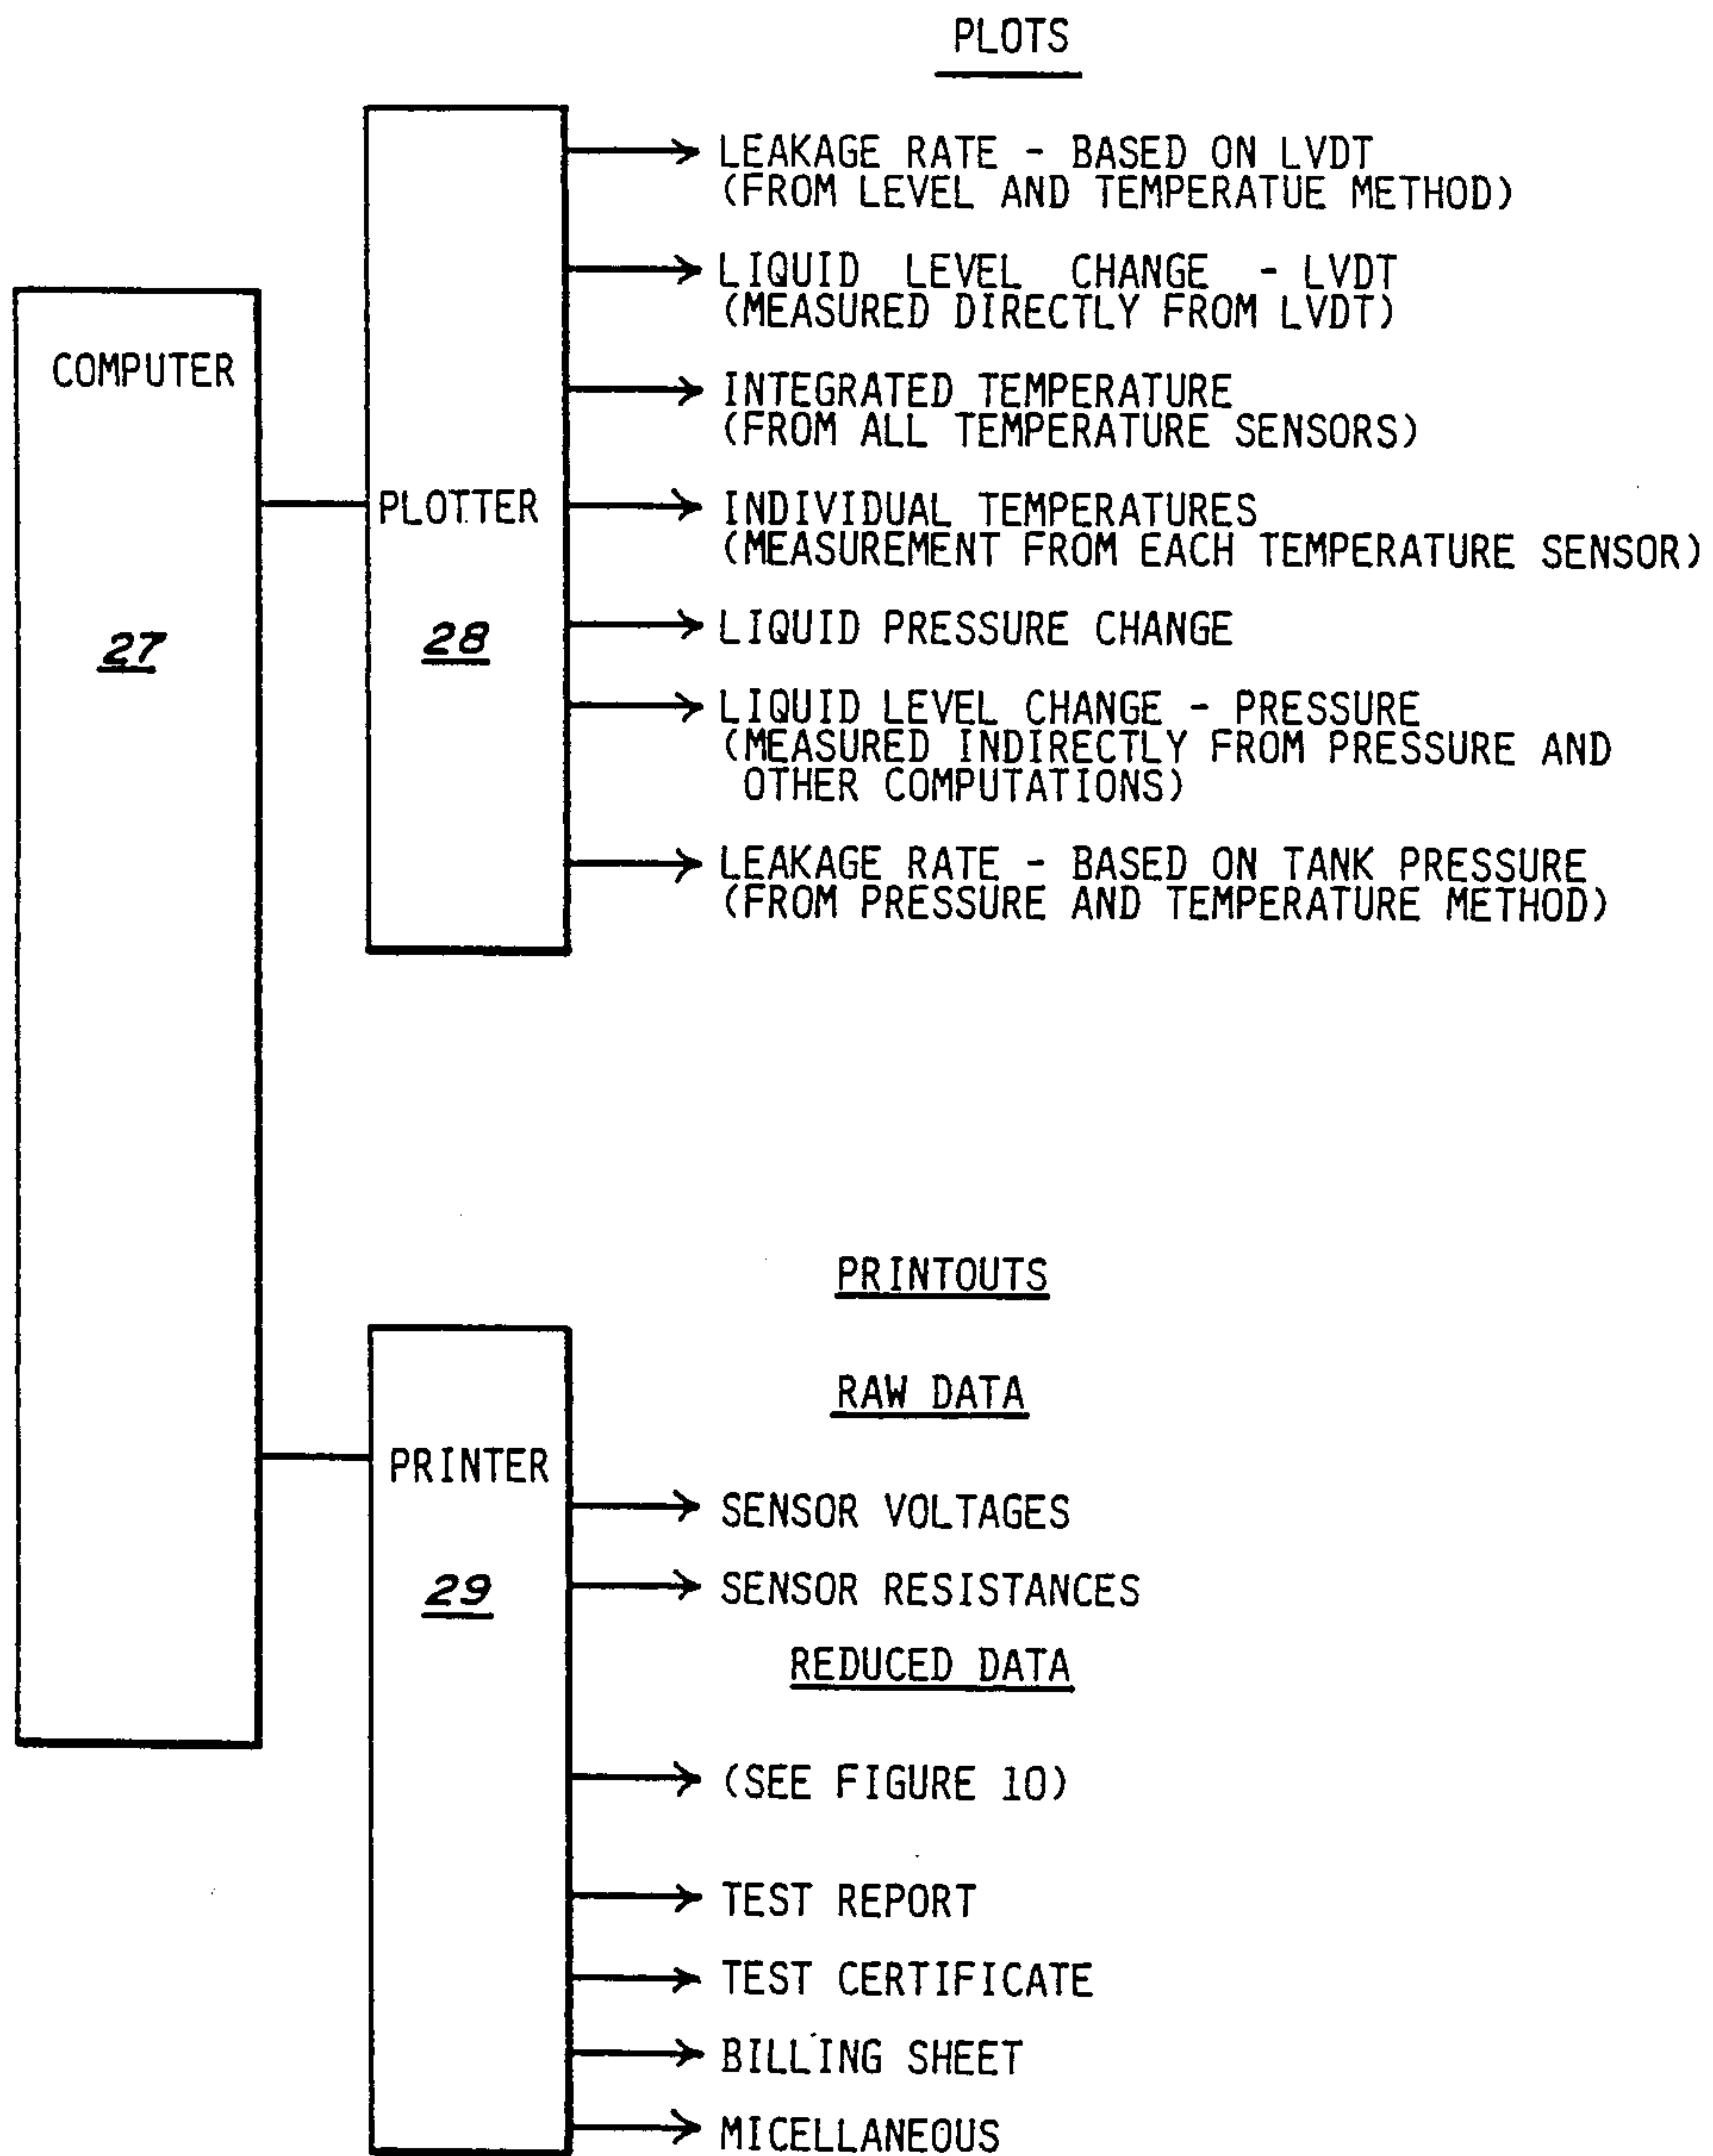 PLOTS
COMPUTER
27
PLOTTER
28
LEAKAGE RATE - BASED ON LVDT
(FROM LEVEL AND TEMPERATUE METHOD)
LIQUID LEVEL CHANGE - LVDT
(MEASURED DIRECTLY FROM LVDT)
INTEGRATED TEMPERATURE
(FROM ALL TEMPERATURE SENSORS)
INDIVIDUAL TEMPERATURES
(MEASUREMENT FROM EACH TEMPERATURE SENSOR)
LIQUID PRESSURE CHANGE
LIQUID LEVEL CHANGE - PRESSURE
(MEASURED INDIRECTLY FROM PRESSURE AND
OTHER COMPUTATIONS)
LEAKAGE RATE - BASED ON TANK PRESSURE
(FROM PRESSURE AND TEMPERATURE METHOD)
PRINTOUTS
RAW DATA
PRINTER
29
SENSOR VOLTAGES
SENSOR RESISTANCES
REDUCED DATA
(SEE FIGURE 10)
TEST REPORT
TEST CERTIFICATE
BILLING SHEET
MICELLANEOUS